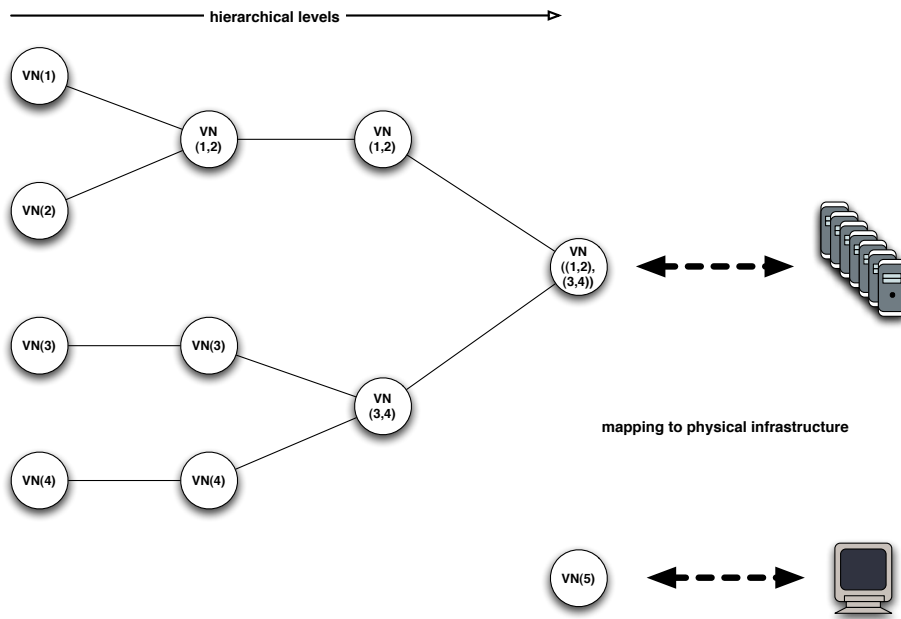 hierarchical levels
VN(1)
VN
(1,2)
VN
(1,2)
VN(2)
VN
((1,2),
(3,4))
VN(3)
VN(3)
VN
(3,4)
mapping to physical infrastructure
VN(4)
VN(4)
VN(5)